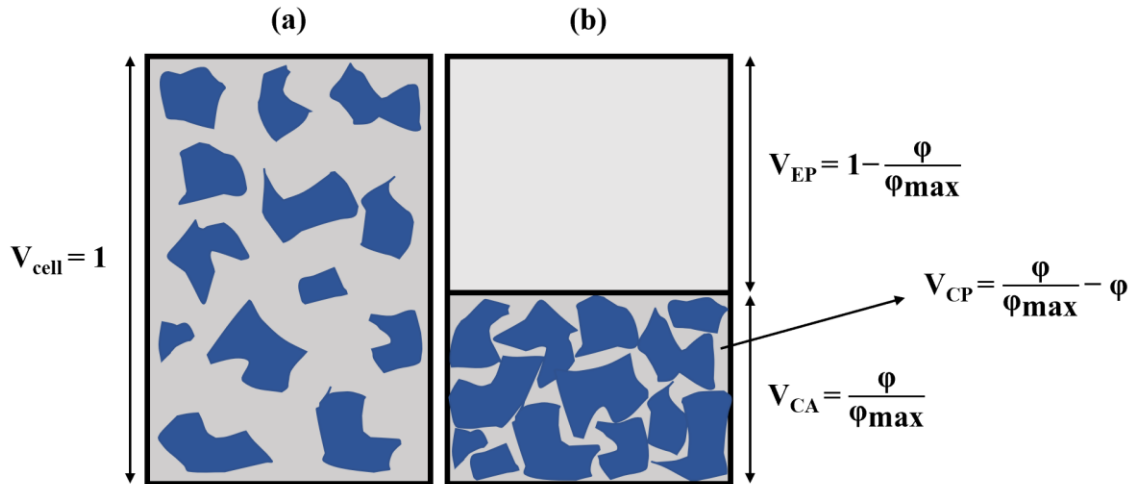 (a) (b)
V_cell = 1
V_EP = 1 − φ/φmax
V_CP = φ/φmax − φ
V_CA = φ/φmax